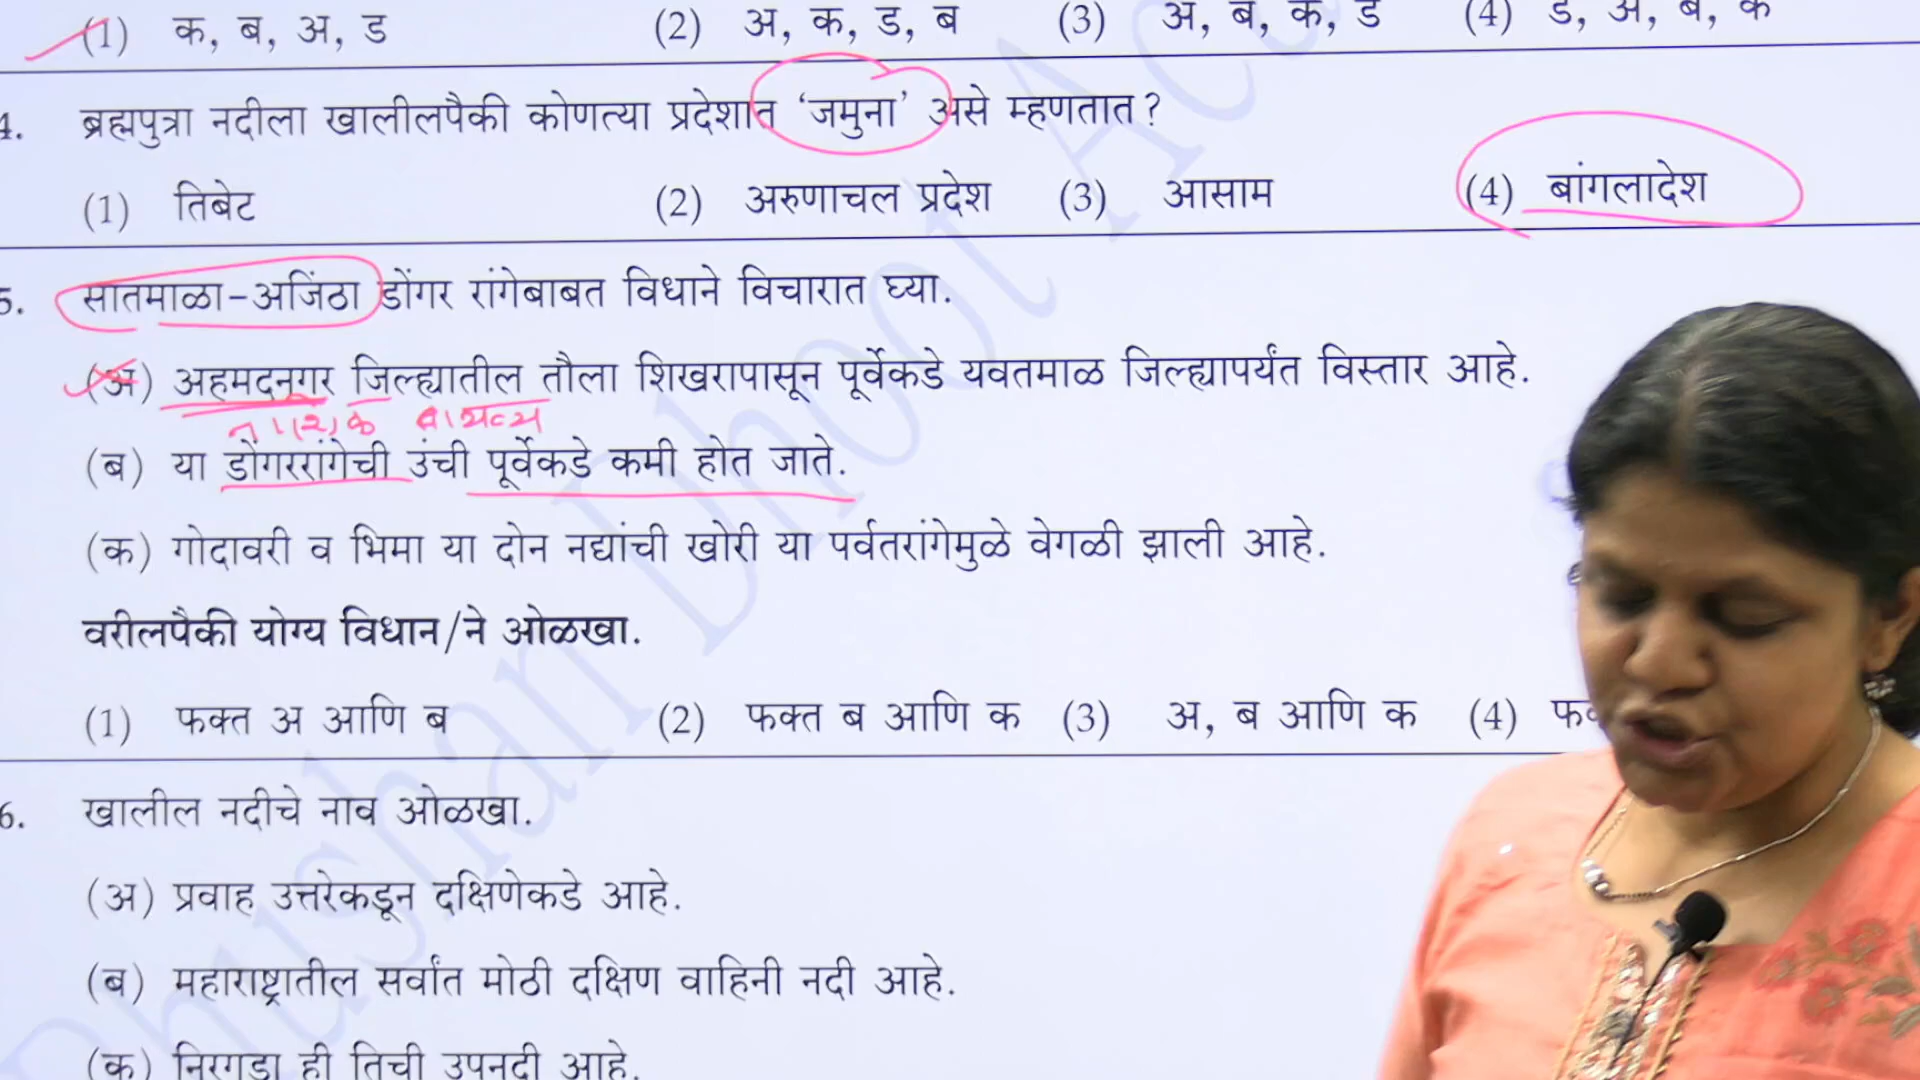 (1) क, ब, अ, ड (2) अ, क, ड, ब (3) अ, ब, क, ड (4) ड, अ, ब, क
4. ब्रह्मपुत्रा नदीला खालीलपैकी कोणत्या प्रदेशात ‘जमुना’ असे म्हणतात?
(1) तिबेट (2) अरुणाचल प्रदेश (3) आसाम (4) बांगलादेश
5. सातमाळा-अजिंठा डोंगर रांगेबाबत विधाने विचारात घ्या.
(अ) अहमदनगर जिल्ह्यातील तौला शिखरापासून पूर्वेकडे यवतमाळ जिल्ह्यापर्यंत विस्तार आहे.
(ब) या डोंगररांगेची उंची पूर्वेकडे कमी होत जाते.
(क) गोदावरी व भिमा या दोन नद्यांची खोरी या पर्वतरांगेमुळे वेगळी झाली आहे.
वरीलपैकी योग्य विधान/ने ओळखा.
(1) फक्त अ आणि ब (2) फक्त ब आणि क (3) अ, ब आणि क (4)
6. खालील नदीचे नाव ओळखा.
(अ) प्रवाह उत्तरेकडून दक्षिणेकडे आहे.
(ब) महाराष्ट्रातील सर्वांत मोठी दक्षिण वाहिनी नदी आहे.
(क) निरगुडा ही तिची उपनदी आहे.
Bhushan Dhoot